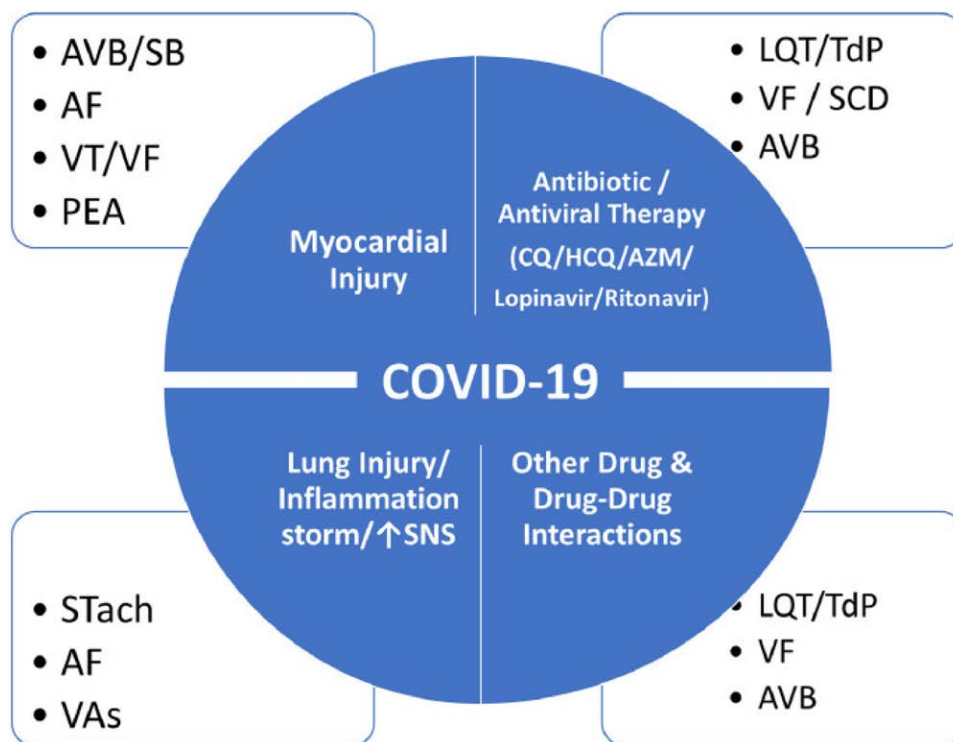 • AVB/SB
• AF
• VT/VF
• PEA
• LQT/TdP
• VF / SCD
• AVB
Myocardial
Injury
Antibiotic /
Antiviral Therapy
(CQ/HCQ/AZM/
Lopinavir/Ritonavir)
COVID-19
Lung Injury/
Inflammation
storm/↑SNS
Other Drug &
Drug-Drug
Interactions
• STach
• AF
• VAs
• LQT/TdP
• VF
• AVB